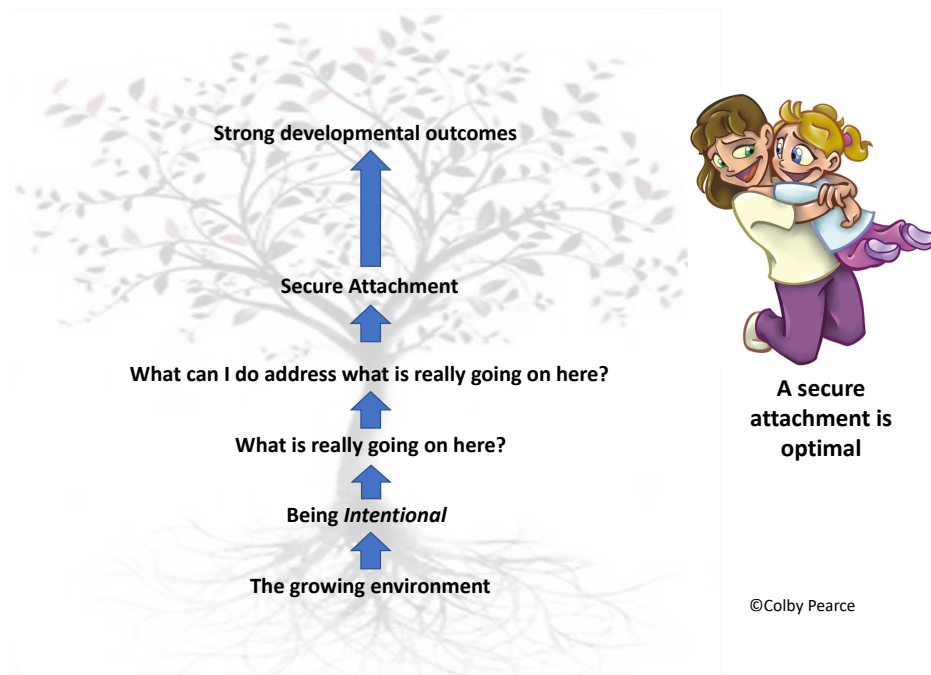 Strong developmental outcomes
Secure Attachment
What can I do address what is really going on here?
What is really going on here?
Being Intentional
The growing environment
A secure
attachment is
optimal
©Colby Pearce